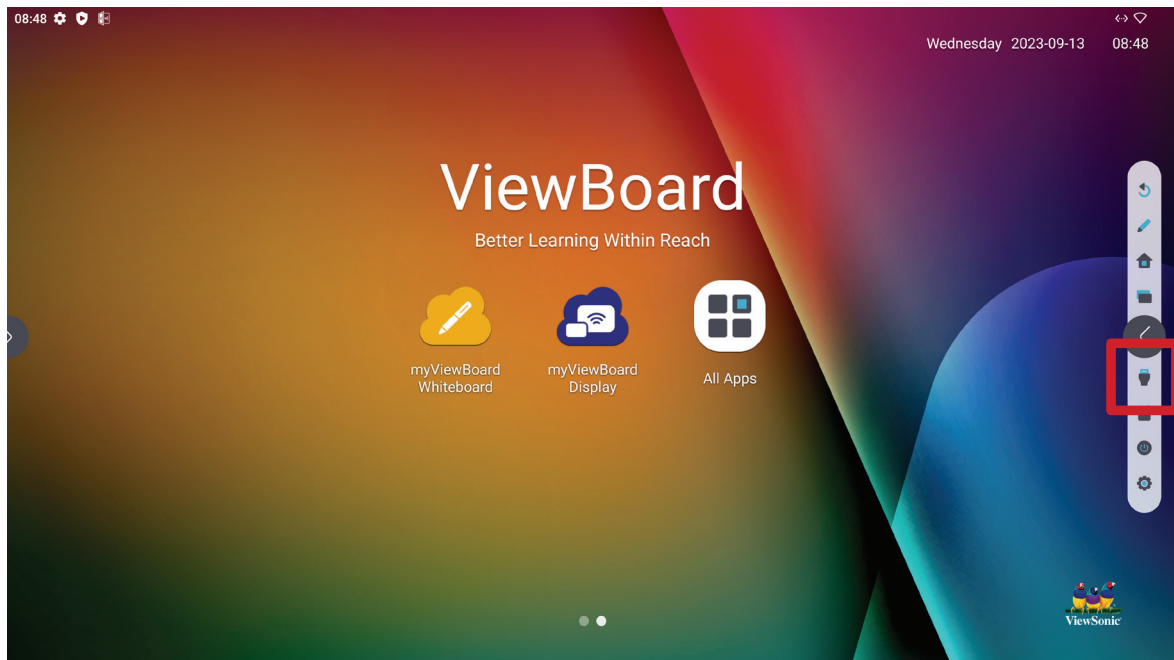 08:48
Wednesday 2023-09-13 08:48
ViewBoard
Better Learning Within Reach
myViewBoard
Whiteboard
myViewBoard
Display
All Apps
ViewSonic